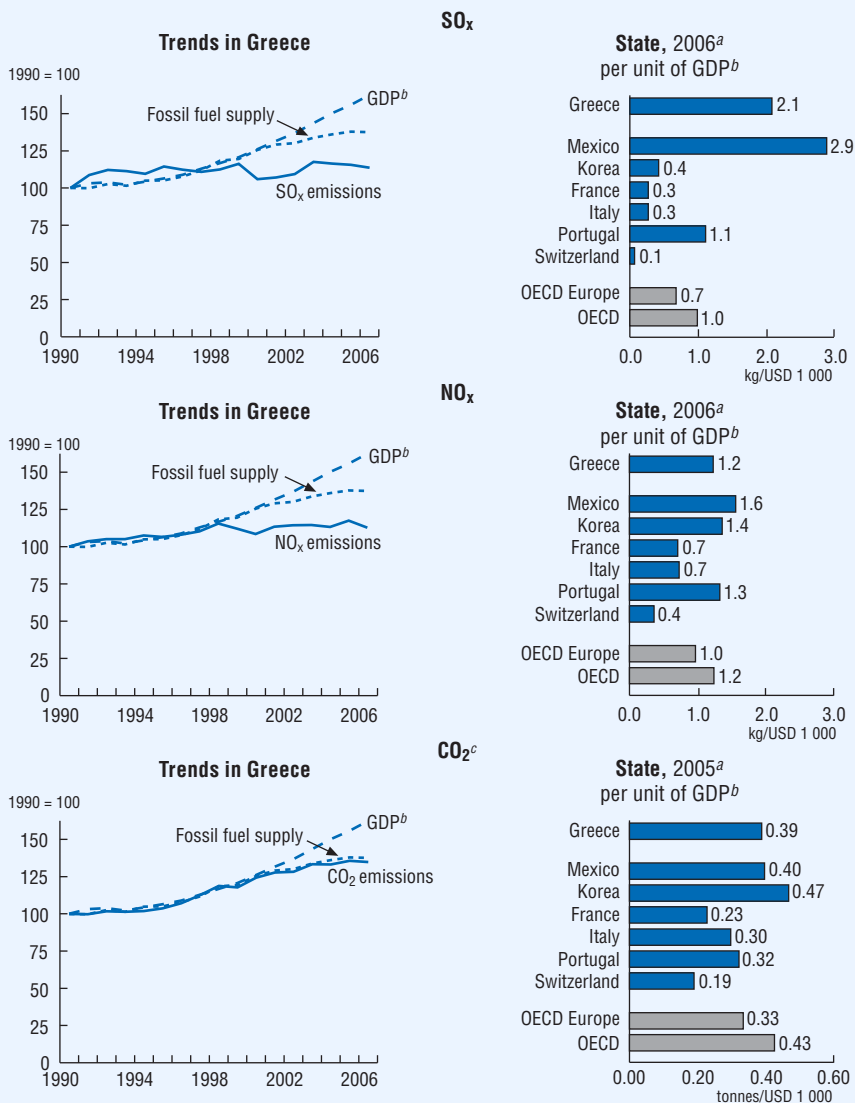 SOx
Trends in Greece
1990 = 100
150
125
100
75
50
25
0
1990 1994 1998 2002 2006
GDPb
Fossil fuel supply
SOx emissions
State, 2006a
per unit of GDPb
Greece 2.1
Mexico 2.9
Korea 0.4
France 0.3
Italy 0.3
Portugal 1.1
Switzerland 0.1
OECD Europe 0.7
OECD 1.0
0.0 1.0 2.0 3.0
kg/USD 1 000
NOx
Trends in Greece
1990 = 100
150
125
100
75
50
25
0
1990 1994 1998 2002 2006
GDPb
Fossil fuel supply
NOx emissions
State, 2006a
per unit of GDPb
Greece 1.2
Mexico 1.6
Korea 1.4
France 0.7
Italy 0.7
Portugal 1.3
Switzerland 0.4
OECD Europe 1.0
OECD 1.2
0.0 1.0 2.0 3.0
kg/USD 1 000
CO2c
Trends in Greece
1990 = 100
150
125
100
75
50
25
0
1990 1994 1998 2002 2006
GDPb
Fossil fuel supply
CO2 emissions
State, 2005a
per unit of GDPb
Greece 0.39
Mexico 0.40
Korea 0.47
France 0.23
Italy 0.30
Portugal 0.32
Switzerland 0.19
OECD Europe 0.33
OECD 0.43
0.00 0.20 0.40 0.60
tonnes/USD 1 000